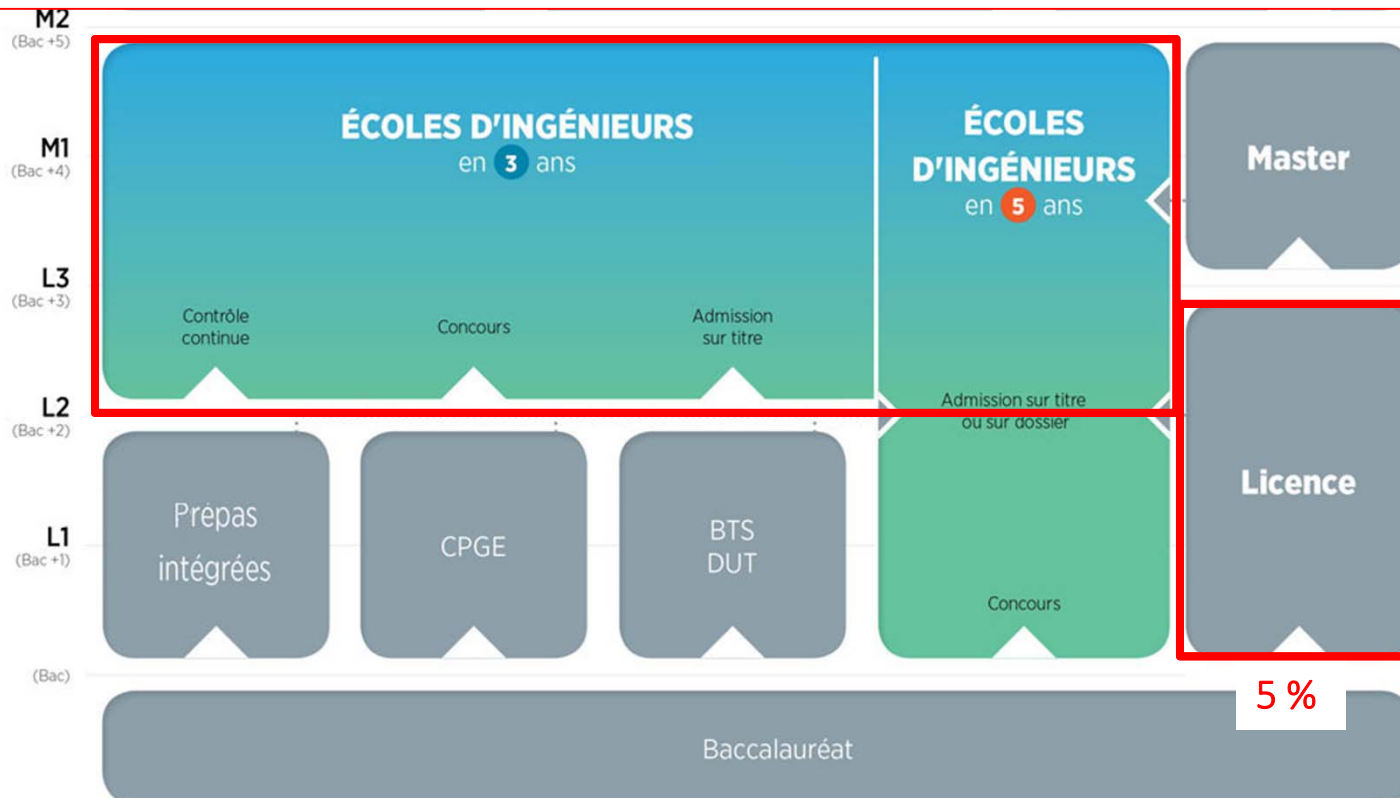 M2
(Bac +5)
ÉCOLES D'INGÉNIEURS
en 3 ans
ÉCOLES
D'INGÉNIEURS
en 5 ans
Master
M1
(Bac +4)
L3
(Bac +3)
Contrôle
continue
Concours
Admission
sur titre
L2
(Bac +2)
Admission sur titre
ou sur dossier
Licence
Prépas
intégrées
CPGE
BTS
DUT
L1
(Bac +1)
Concours
(Bac)
5 %
Baccalauréat